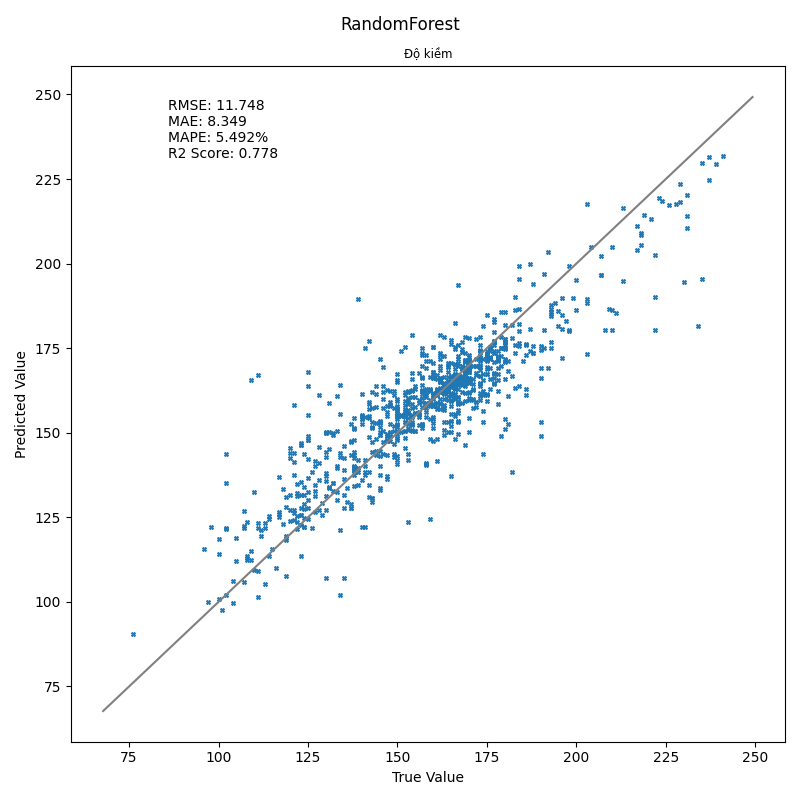 RandomForest
Độ kiềm
RMSE: 11.748
MAE: 8.349
MAPE: 5.492%
R2 Score: 0.778
Predicted Value
250
225
200
175
150
125
100
75
75 100 125 150 175 200 225 250
True Value